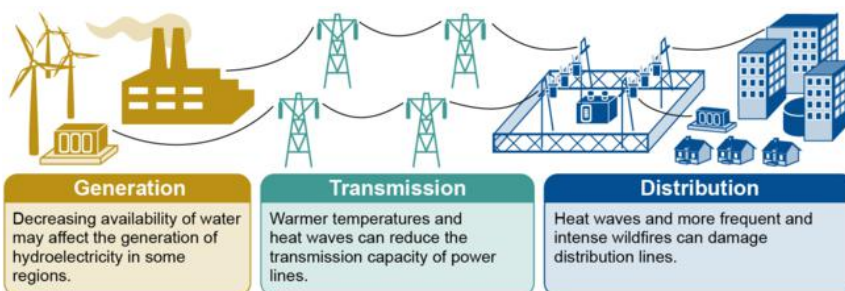 Generation
Decreasing availability of water
may affect the generation of
hydroelectricity in some
regions.
Transmission
Warmer temperatures and
heat waves can reduce the
transmission capacity of power
lines.
Distribution
Heat waves and more frequent and
intense wildfires can damage
distribution lines.